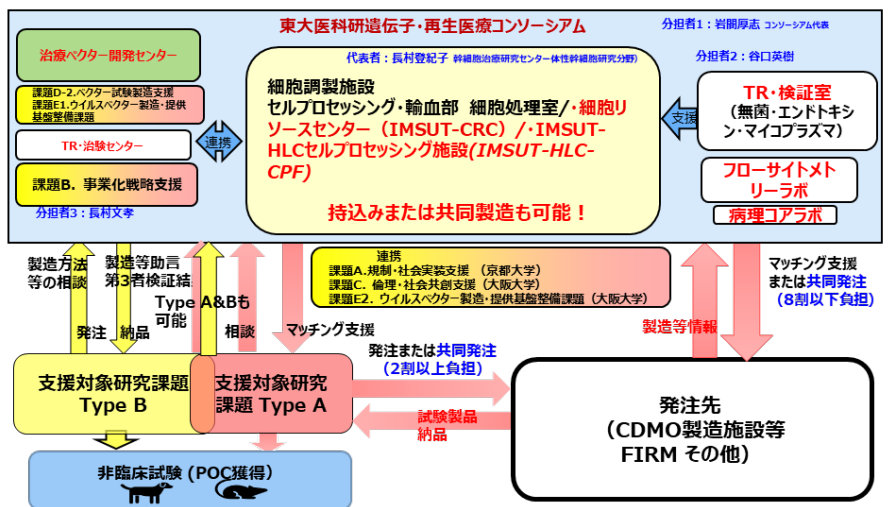 東大医科研遺伝子・再生医療コンソーシアム
分担者1：岩間厚志 コンソーシアム代表
治療ベクター開発センター
課題D-2.ベクター試験製造支援
課題E1.ウイルスベクター製造・提供
基盤整備課題
TR・治験センター
課題B．事業化戦略支援
分担者3：長村文孝
連携
代表者：長村登紀子 幹細胞治療研究センター体性幹細胞研究分野）
細胞調製施設
セルプロセッシング・輸血部 細胞処理室/・細胞リ
ソースセンター（IMSUT-CRC）/・IMSUT-
HLCセルプロセッシング施設(IMSUT-HLC-
CPF)
持込みまたは共同製造も可能！
支援
分担者2：谷口英樹
TR・検証室
（無菌・エンドトキシ
ン・マイコプラズマ）
フローサイトメト
リーラボ
病理コアラボ
製造方法
等の相談
製造等助言
第3者検証結
Type A&Bも
可能
発注
納品
相談
マッチング支援
連携
課題A.規制・社会実装支援 （京都大学）
課題C. 倫理・社会共創支援（大阪大学）
課題E2．ウイルスベクター製造・提供基盤整備課題（大阪大学）
製造等情報
マッチング支援
または共同発注
（8割以下負担）
支援対象研究課題
Type B
支援対象研究
課題 Type A
発注または共同発注
（2割以上負担）
試験製品
納品
発注先
（CDMO製造施設等
FIRM その他）
非臨床試験 (POC獲得）